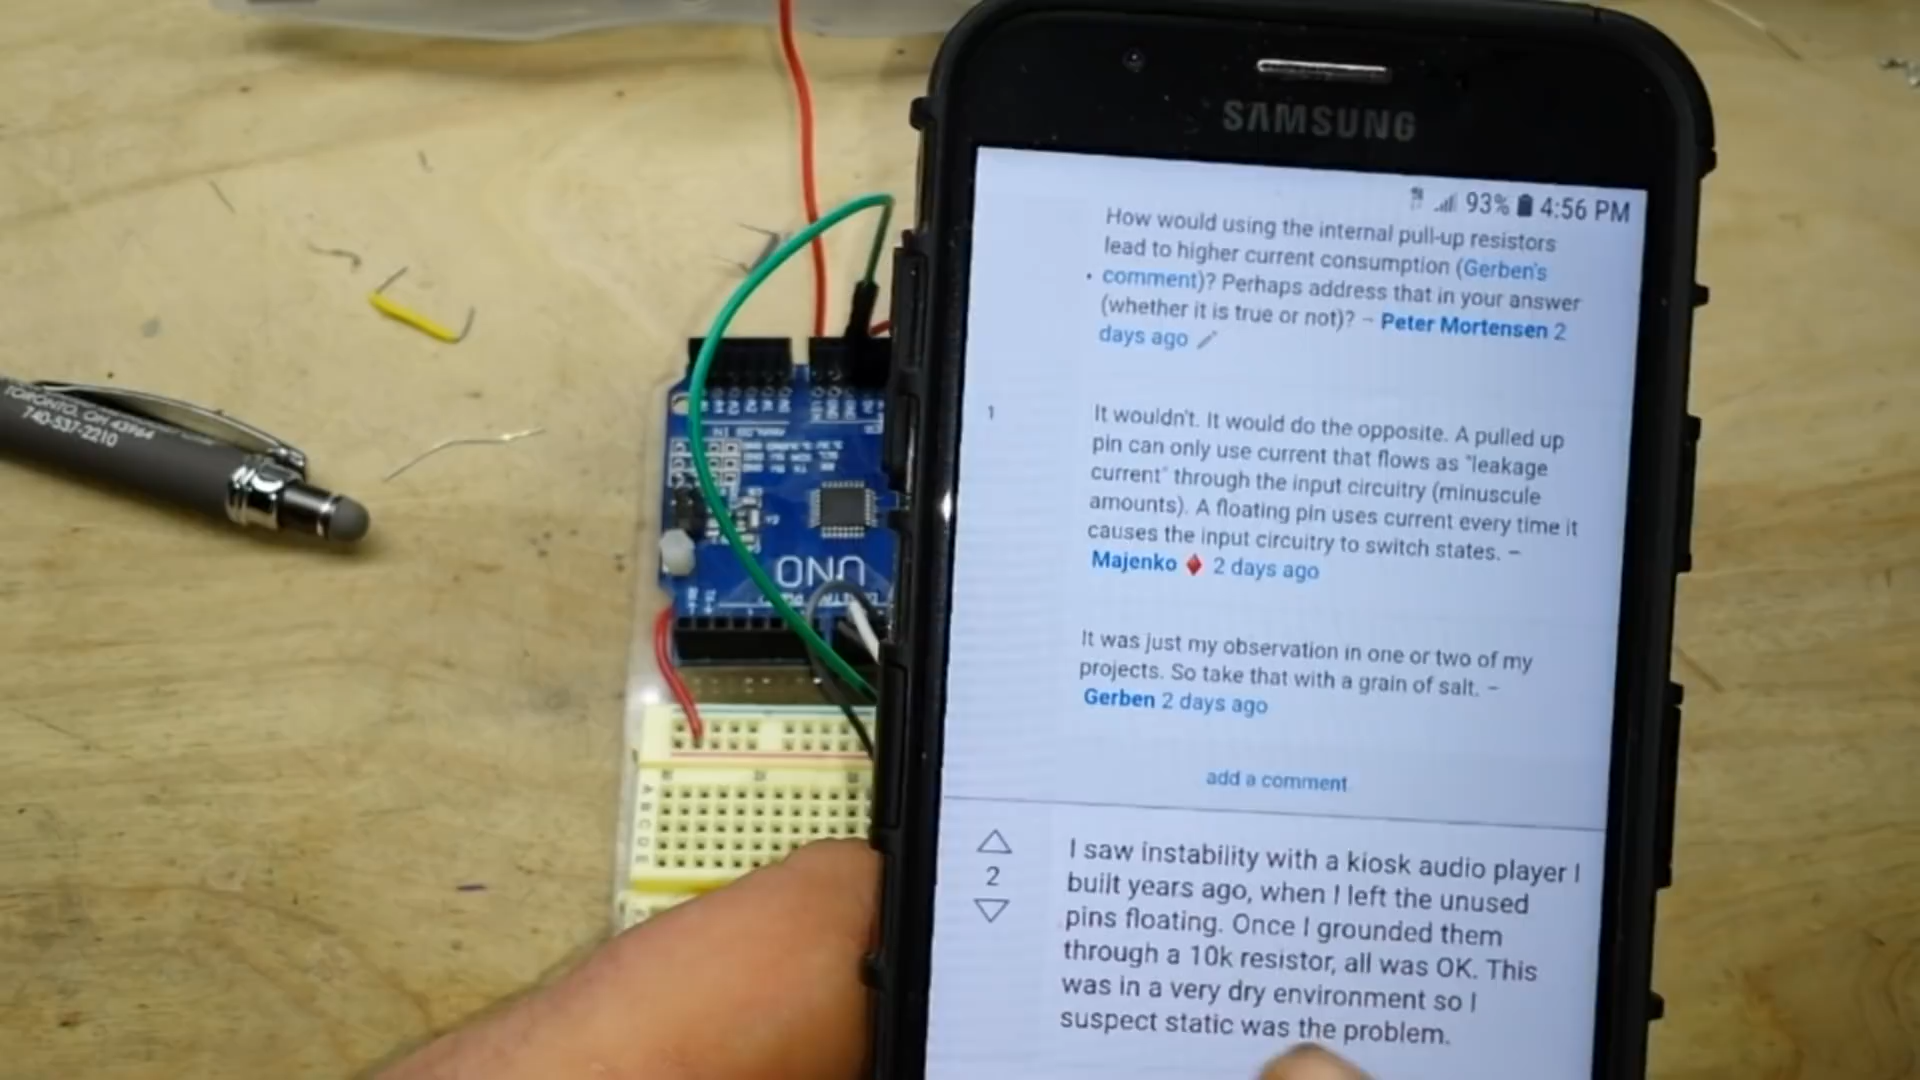 SAMSUNG
93% 4:56 PM
How would using the internal pull-up resistors
lead to higher current consumption (Gerben's
comment)? Perhaps address that in your answer
(whether it is true or not)? – Peter Mortensen 2
days ago
1
It wouldn't. It would do the opposite. A pulled up
pin can only use current that flows as "leakage
current" through the input circuitry (minuscule
amounts). A floating pin uses current every time it
causes the input circuitry to switch states. –
Majenko ♦ 2 days ago
It was just my observation in one or two of my
projects. So take that with a grain of salt. –
Gerben 2 days ago
add a comment
2
I saw instability with a kiosk audio player I
built years ago, when I left the unused
pins floating. Once I grounded them
through a 10k resistor, all was OK. This
was in a very dry environment so I
suspect static was the problem.
TORONTO, OH 43964
740-537-2210
UNO
A
B
C
D
E